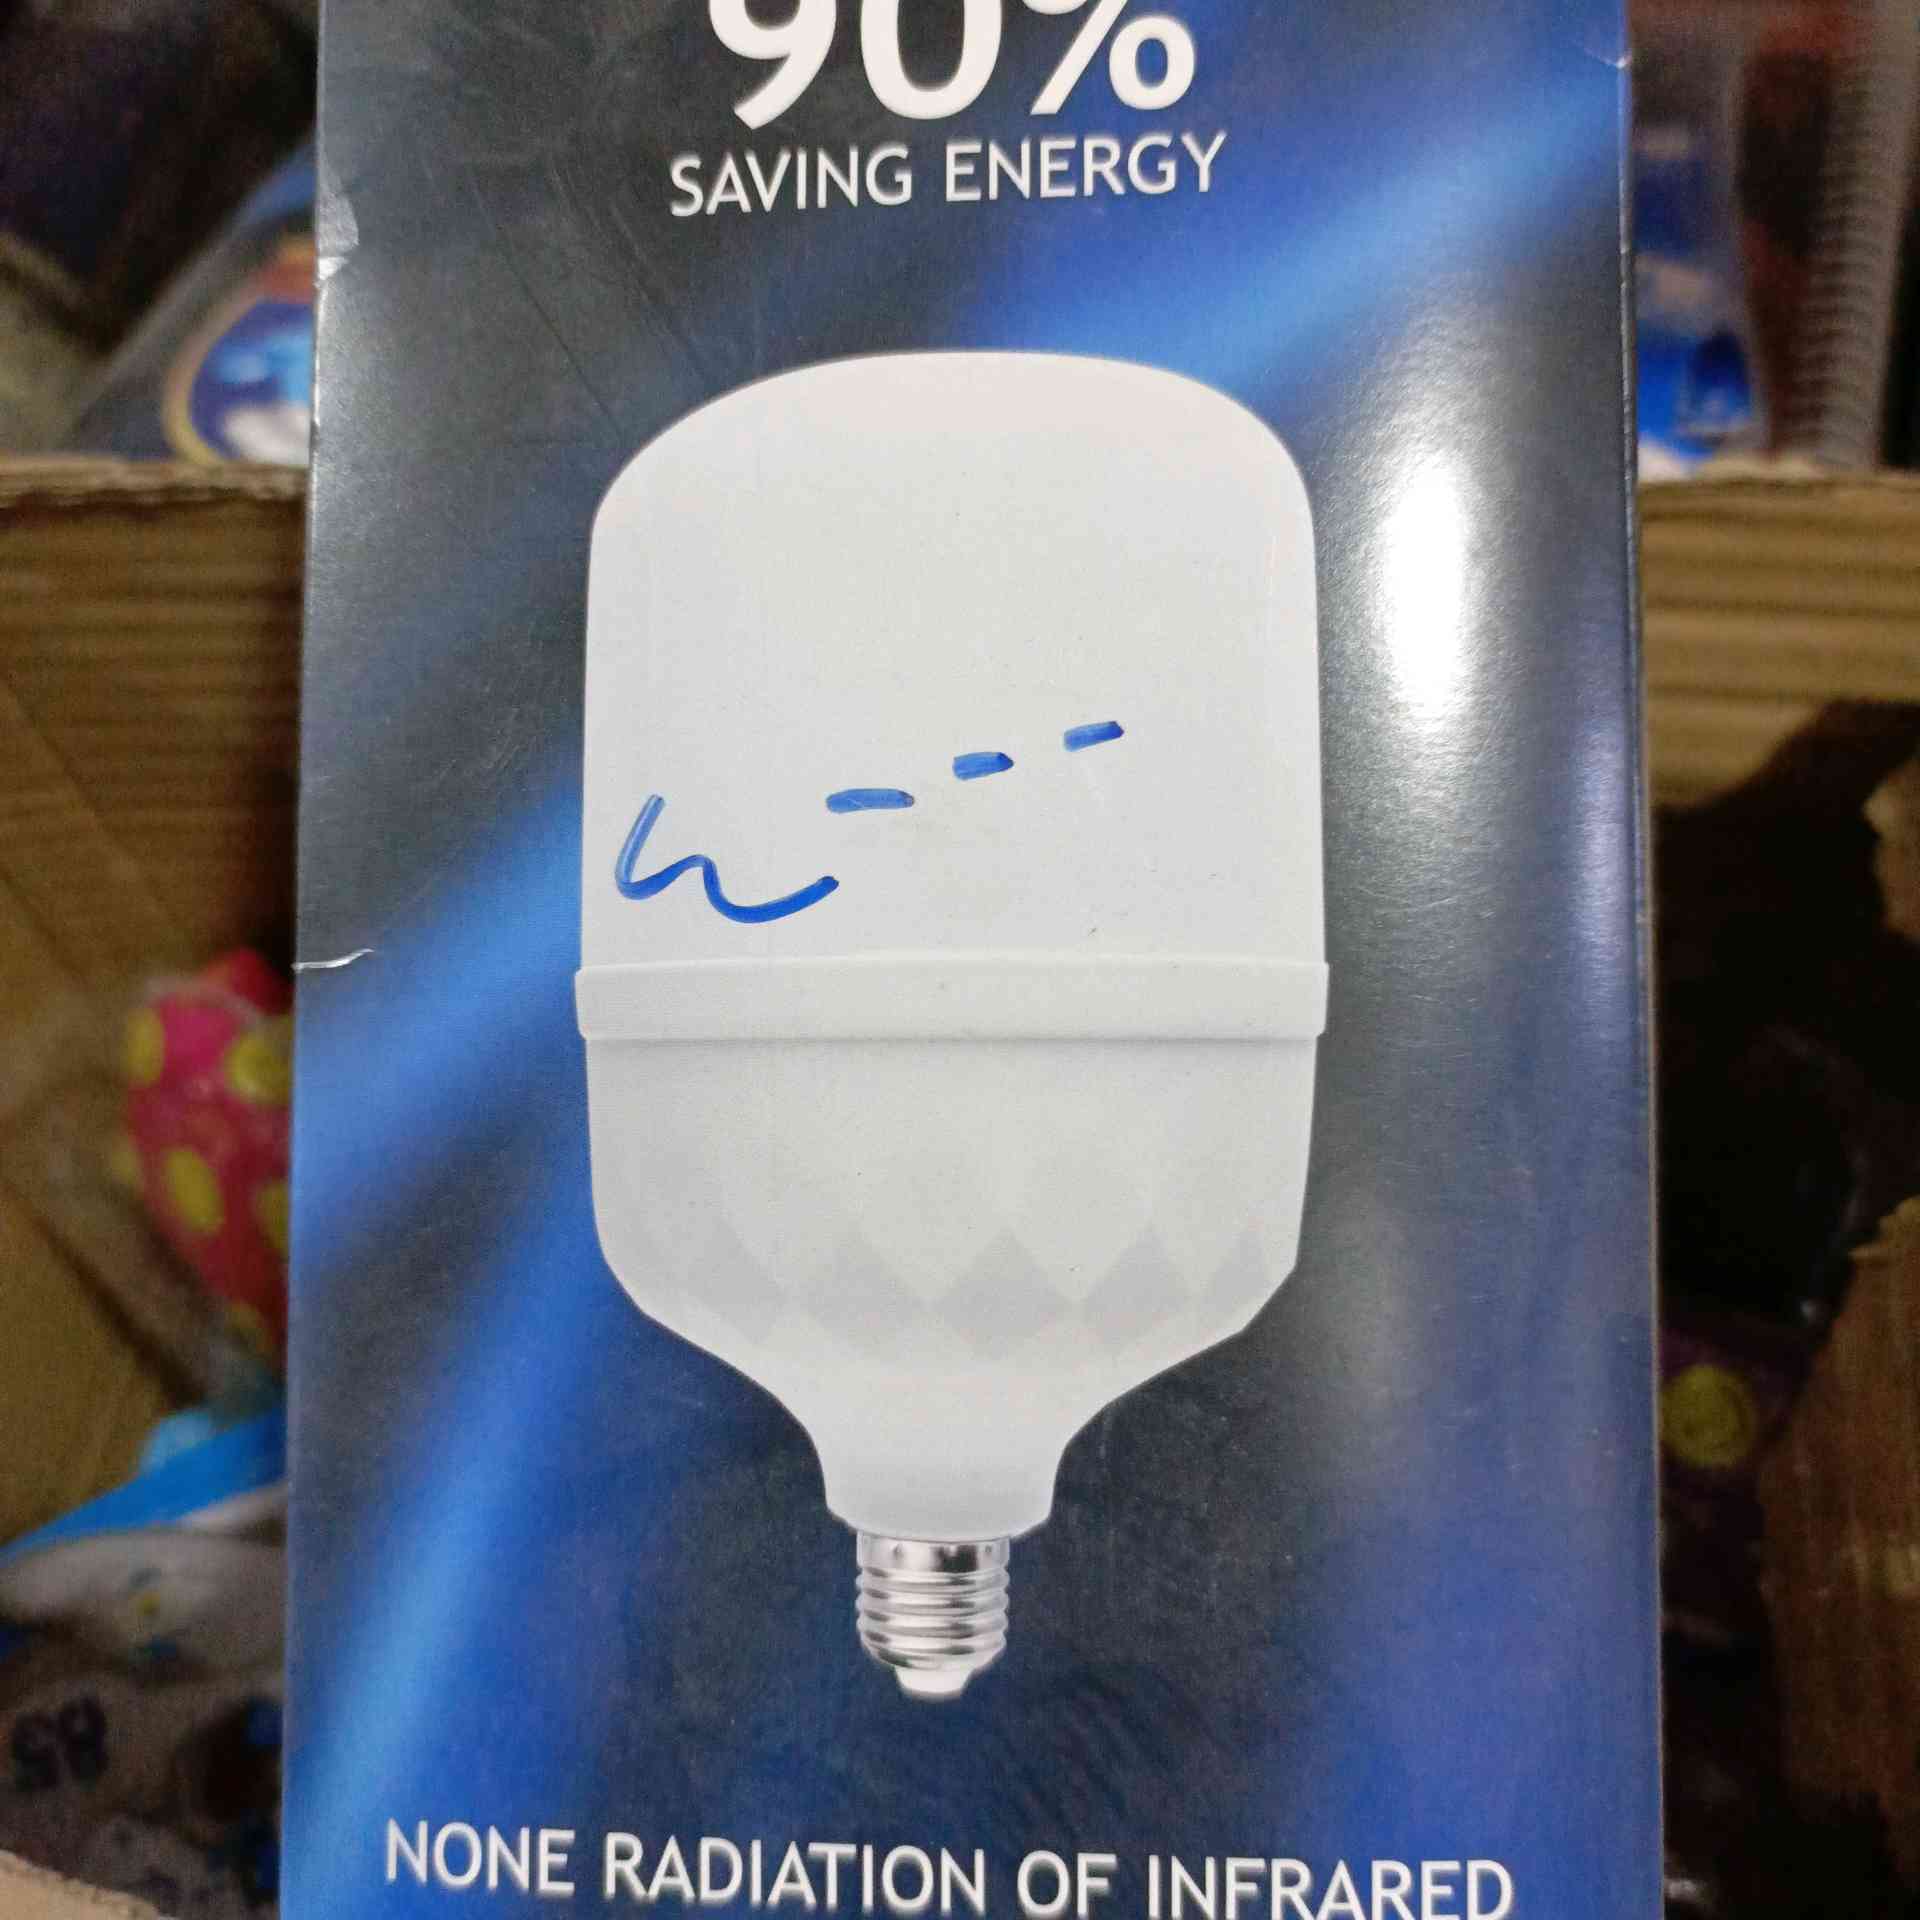 90%
SAVING ENERGY
NONE RADIATION OF INFRARED